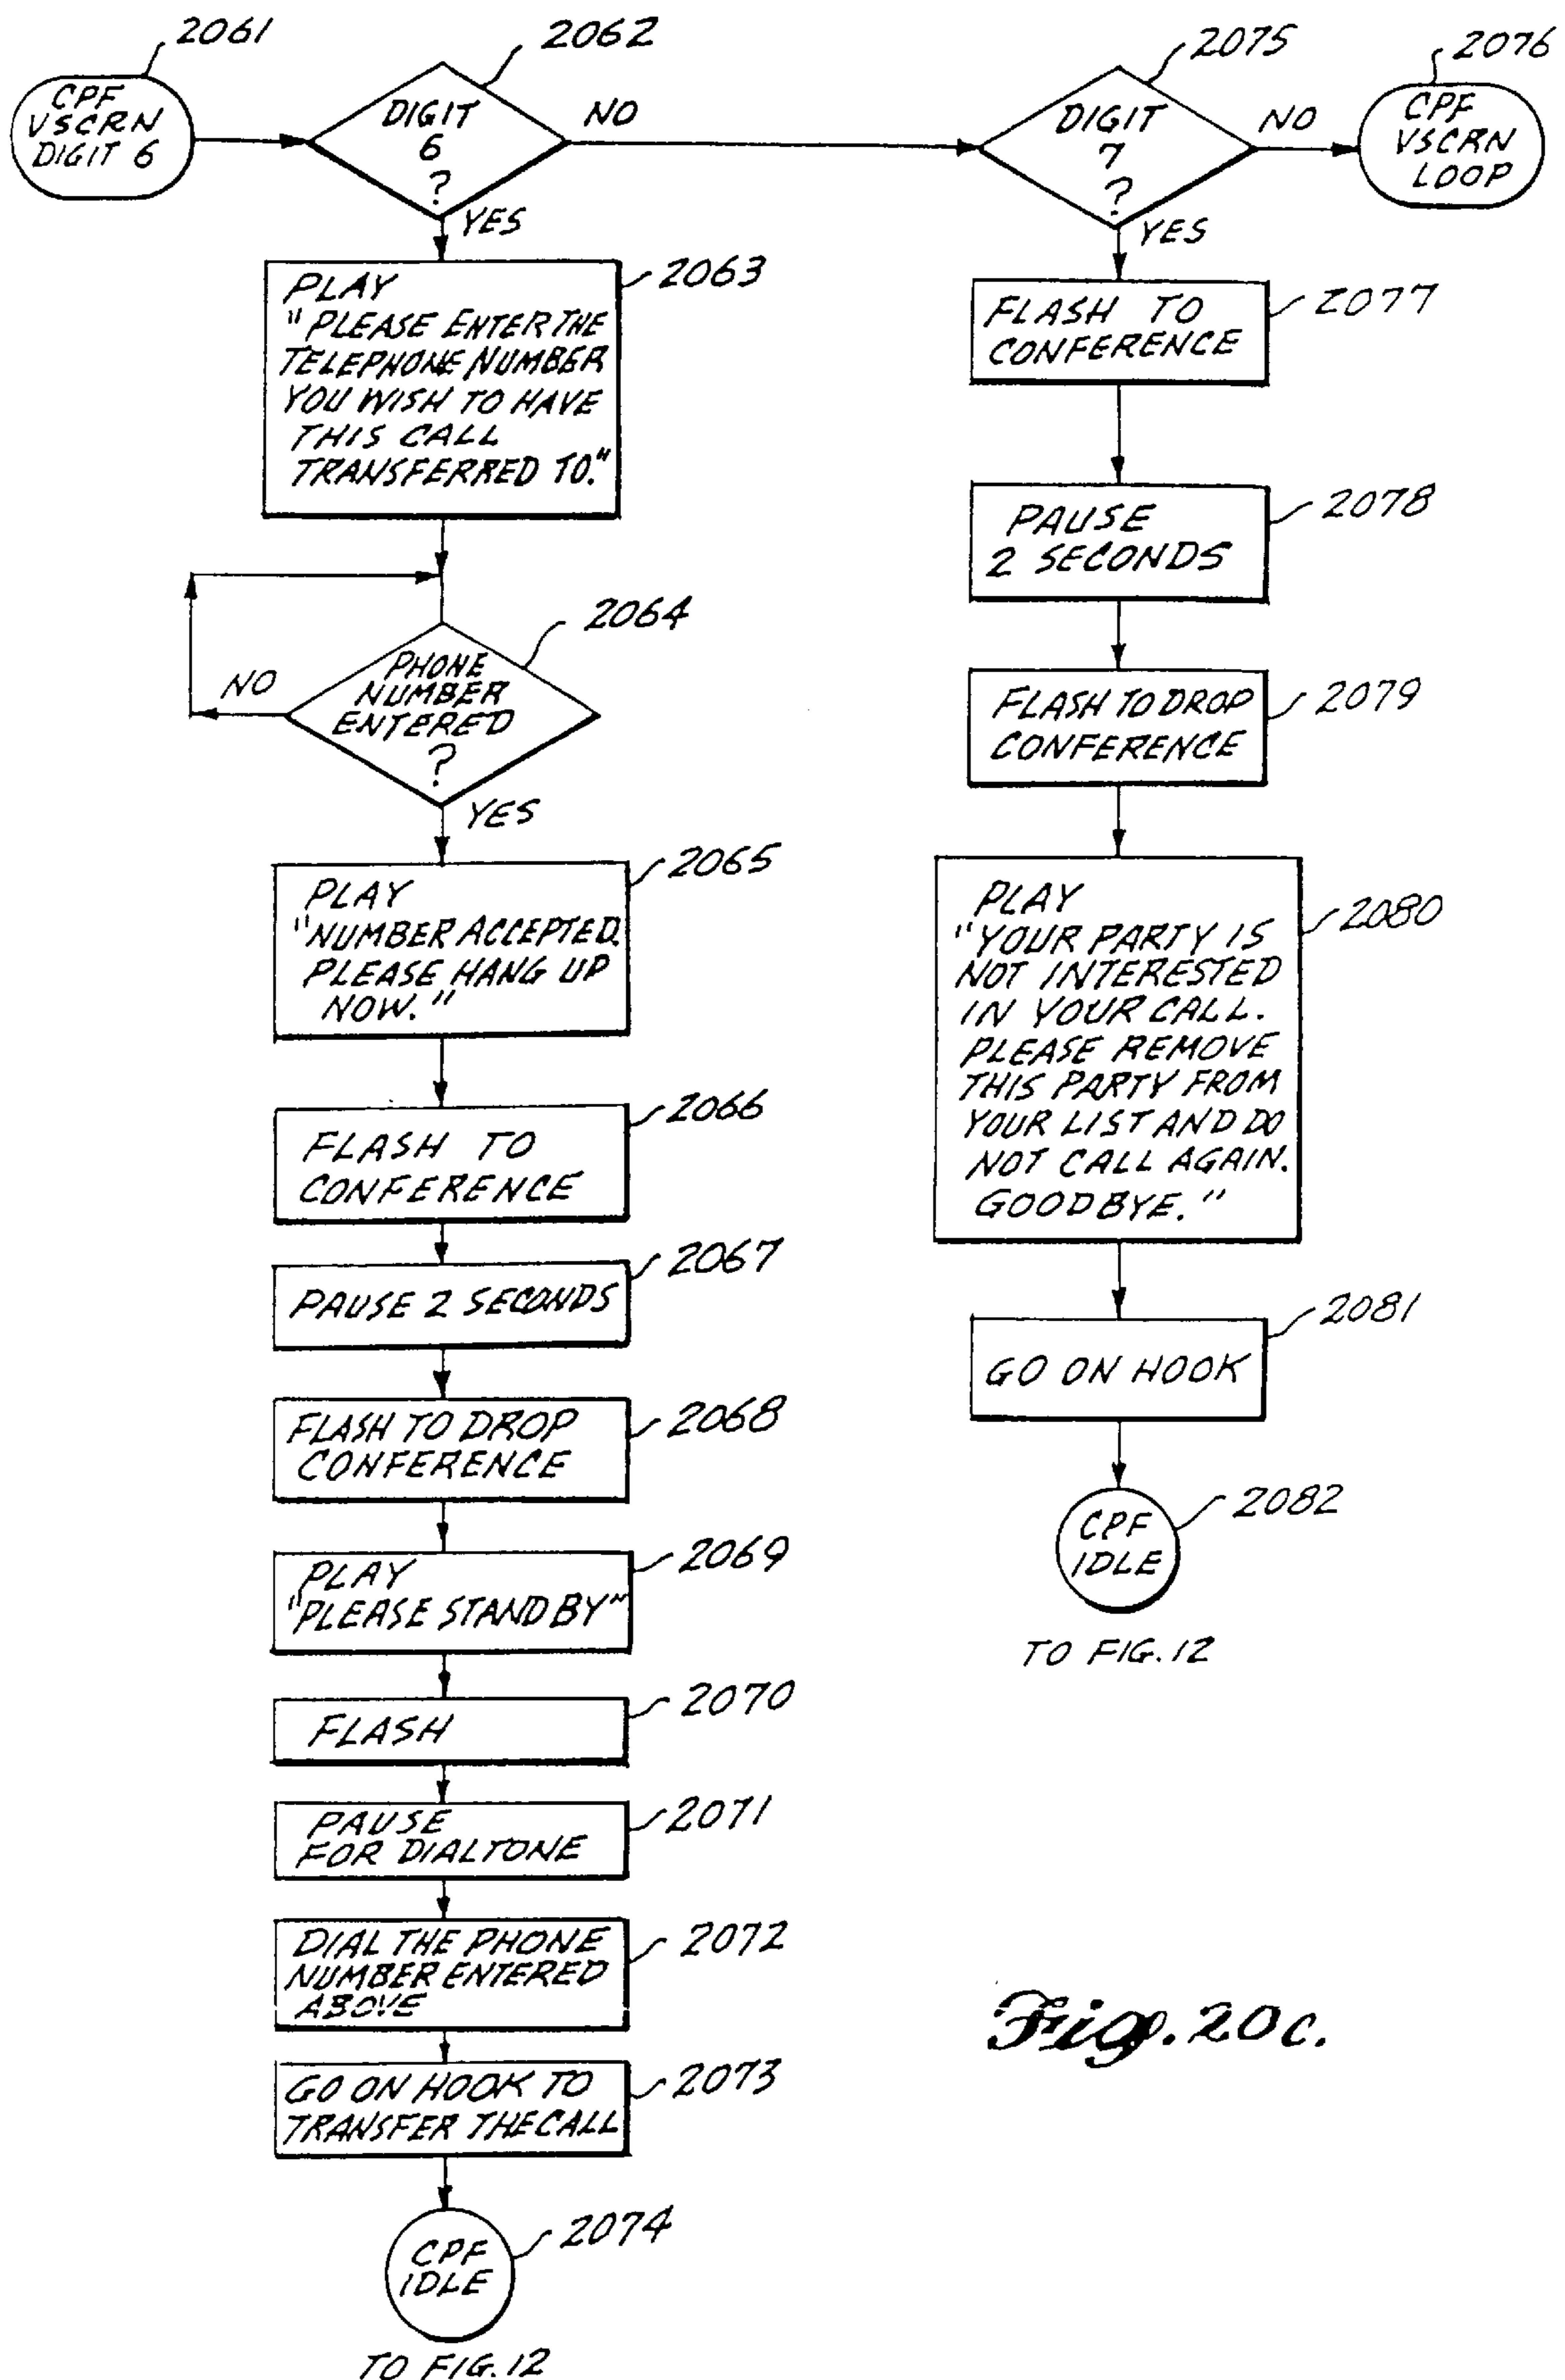 2061
CPF
VSCRN
DIGIT 6
2062
DIGIT
6
?
NO
YES
2075
DIGIT
7
?
NO
YES
2076
CPF
VSCRN
LOOP
2063
PLAY
"PLEASE ENTER THE
TELEPHONE NUMBER
YOU WISH TO HAVE
THIS CALL
TRANSFERRED TO."
2064
PHONE
NUMBER
ENTERED
?
NO
YES
2065
PLAY
"NUMBER ACCEPTED.
PLEASE HANG UP
NOW."
2066
FLASH TO
CONFERENCE
2067
PAUSE 2 SECONDS
2068
FLASH TO DROP
CONFERENCE
2069
PLAY
"PLEASE STAND BY"
2070
FLASH
2071
PAUSE
FOR DIALTONE
2072
DIAL THE PHONE
NUMBER ENTERED
ABOVE
2073
GO ON HOOK TO
TRANSFER THE CALL
2074
CPF
IDLE
TO FIG. 12
2077
FLASH TO
CONFERENCE
2078
PAUSE
2 SECONDS
2079
FLASH TO DROP
CONFERENCE
2080
PLAY
"YOUR PARTY IS
NOT INTERESTED
IN YOUR CALL.
PLEASE REMOVE
THIS PARTY FROM
YOUR LIST AND DO
NOT CALL AGAIN.
GOODBYE."
2081
GO ON HOOK
2082
CPF
IDLE
TO FIG. 12
Fig. 20c.